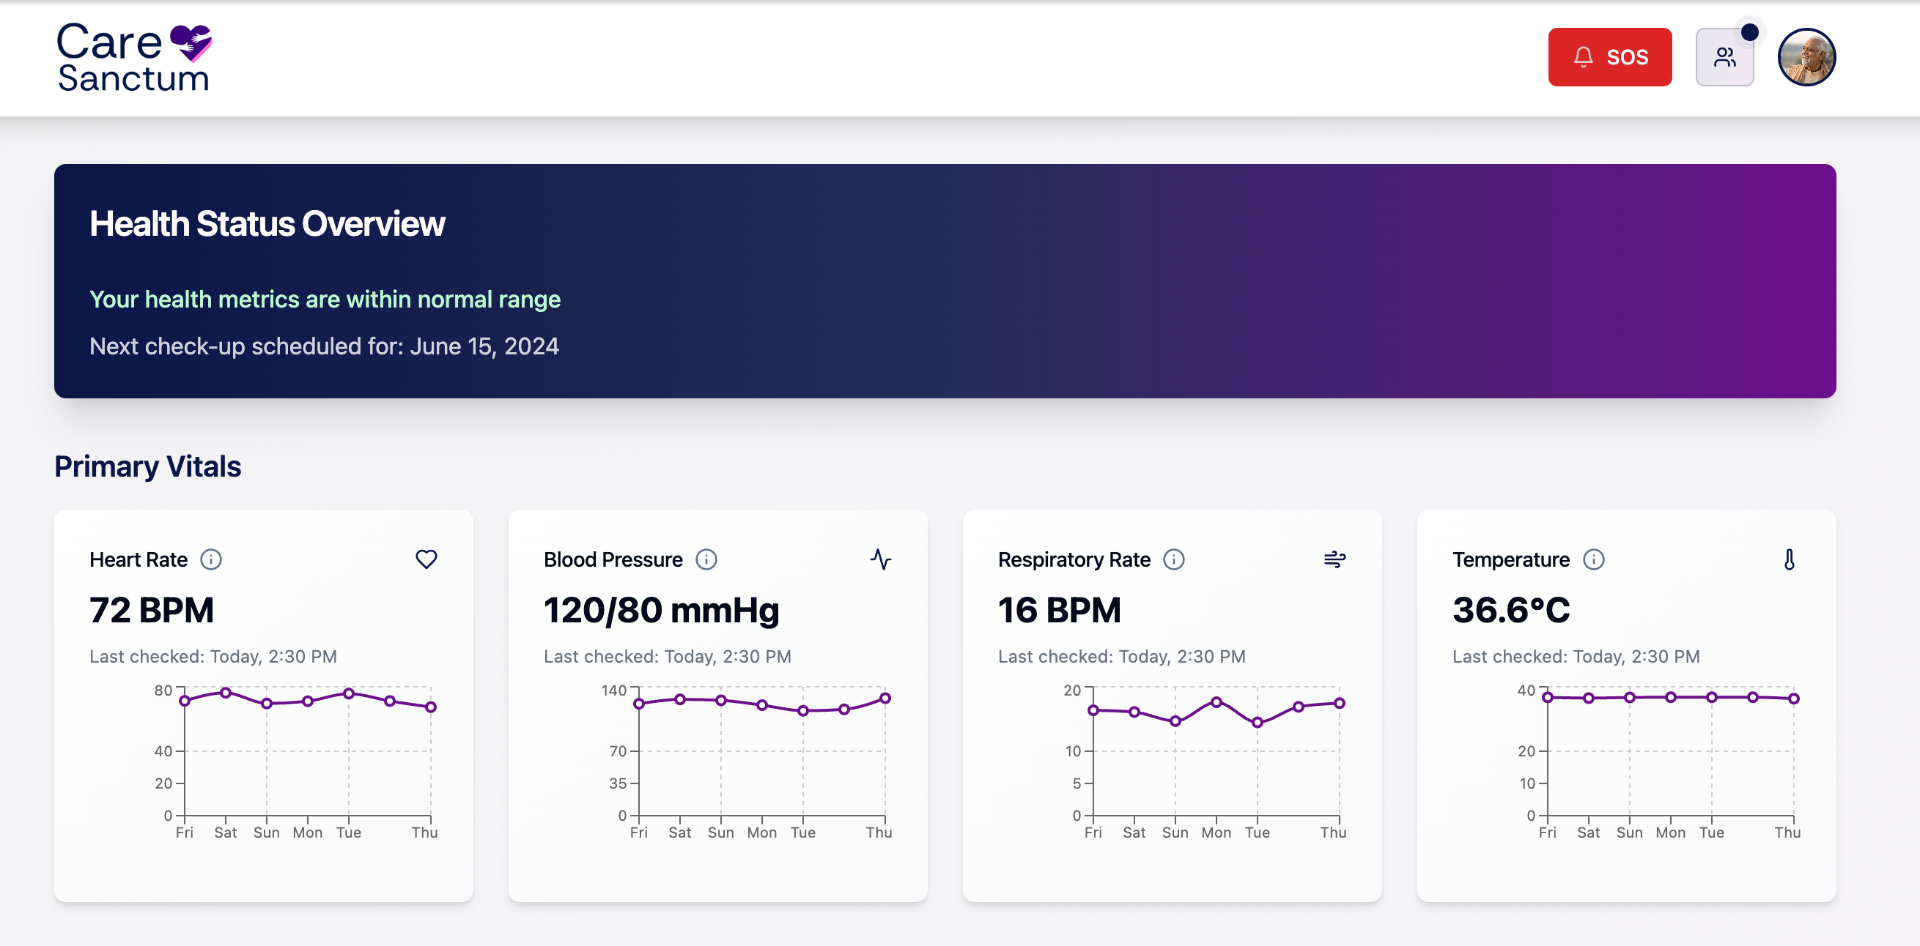 Care
Sanctum
SOS
Health Status Overview
Your health metrics are within normal range
Next check-up scheduled for: June 15, 2024
Primary Vitals
Heart Rate
72 BPM
Last checked: Today, 2:30 PM
80
40
20
0
Fri Sat Sun Mon Tue Thu
Blood Pressure
120/80 mmHg
Last checked: Today, 2:30 PM
140
70
35
0
Fri Sat Sun Mon Tue Thu
Respiratory Rate
16 BPM
Last checked: Today, 2:30 PM
20
10
5
0
Fri Sat Sun Mon Tue Thu
Temperature
36.6°C
Last checked: Today, 2:30 PM
40
20
10
0
Fri Sat Sun Mon Tue Thu